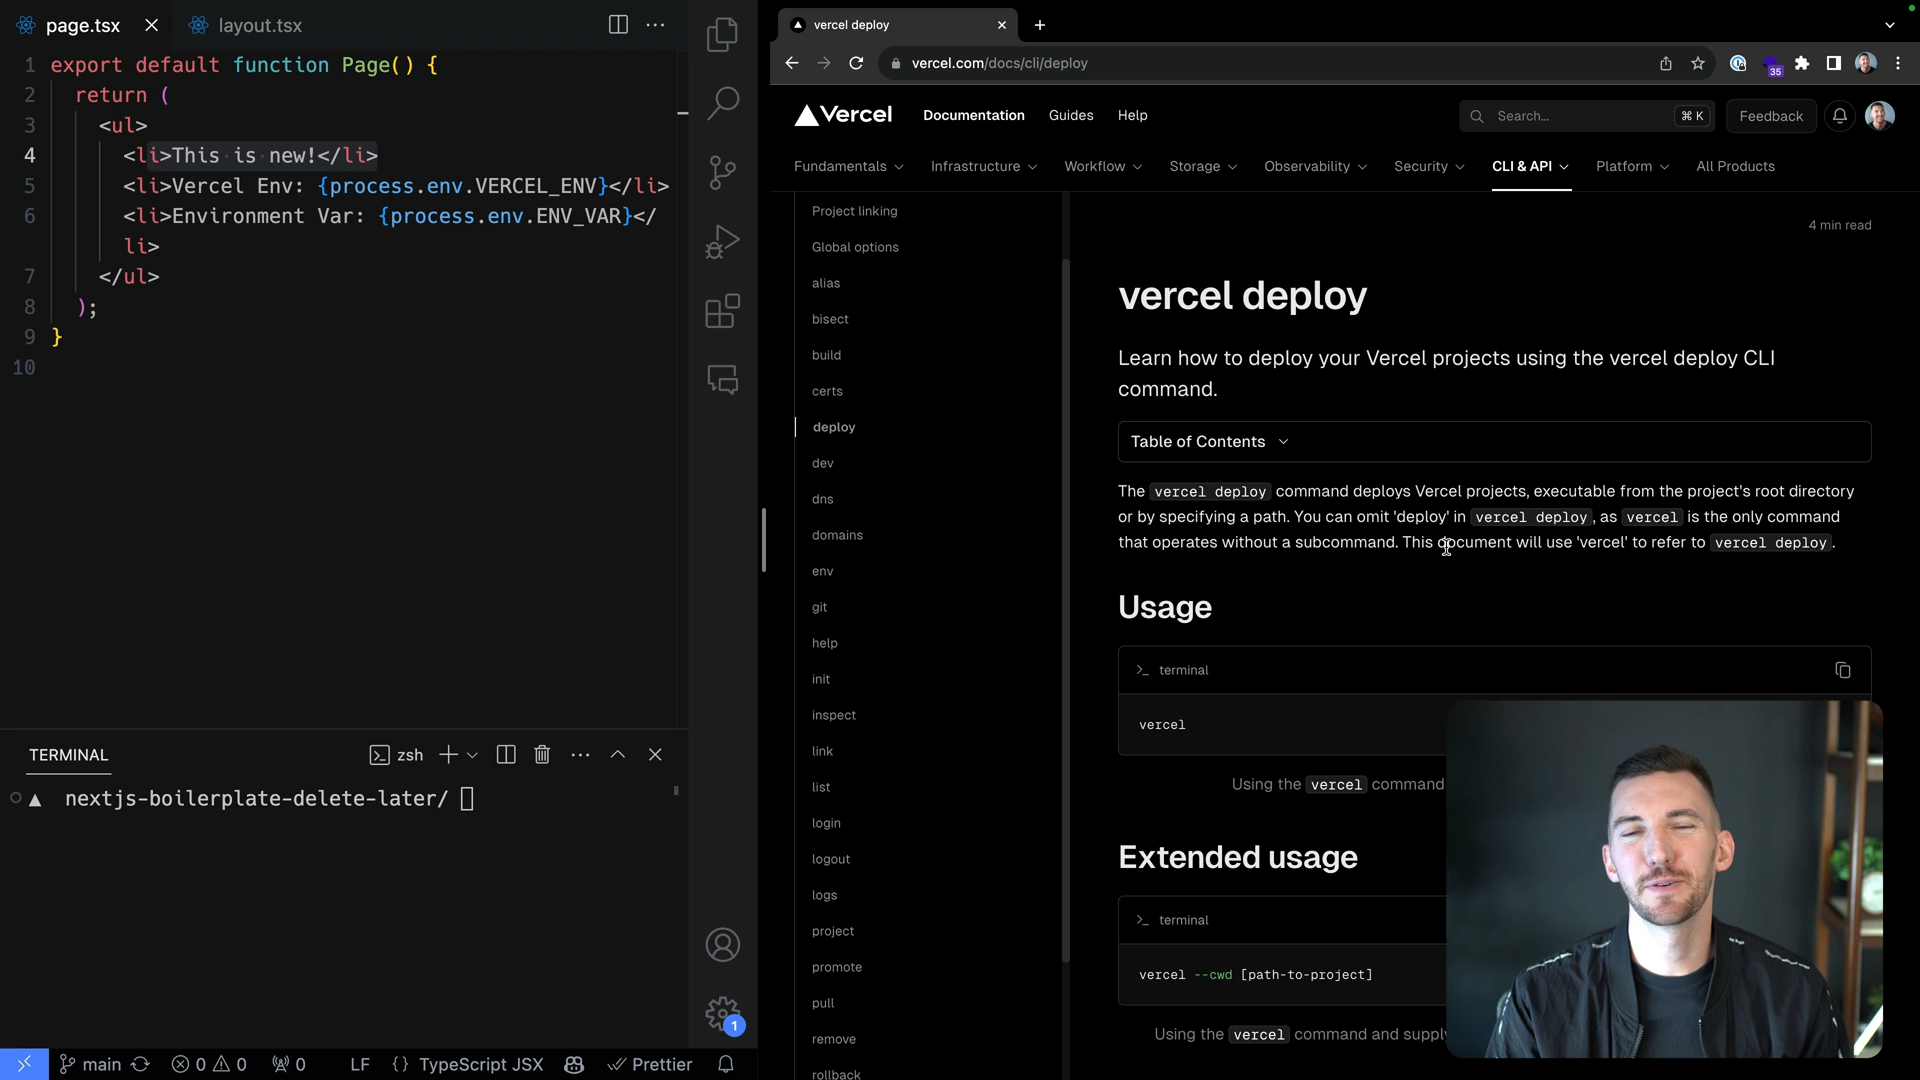 page.tsx
layout.tsx
1 export default function Page() {
2 return (
3 <ul>
4 <li>This is new!</li>
5 <li>Vercel Env: {process.env.VERCEL_ENV}</li>
6 <li>Environment Var: {process.env.ENV_VAR}</
li>
7 </ul>
8 );
9 }
10
TERMINAL
zsh
▲ nextjs-boilerplate-delete-later/
1
main
0 0
0
LF
{} TypeScript JSX
Prettier
vercel deploy
vercel.com/docs/cli/deploy
35
Vercel
Documentation
Guides
Help
Search...
⌘ K
Feedback
Fundamentals
Infrastructure
Workflow
Storage
Observability
Security
CLI & API
Platform
All Products
Project linking
Global options
alias
bisect
build
certs
deploy
dev
dns
domains
env
git
help
init
inspect
link
list
login
logout
logs
project
promote
pull
remove
rollback
4 min read
vercel deploy
Learn how to deploy your Vercel projects using the vercel deploy CLI
command.
Table of Contents
The vercel deploy command deploys Vercel projects, executable from the project's root directory
or by specifying a path. You can omit 'deploy' in vercel deploy, as vercel is the only command
that operates without a subcommand. This document will use 'vercel' to refer to vercel deploy.
Usage
>_ terminal
vercel
Using the vercel command
Extended usage
>_ terminal
vercel --cwd [path-to-project]
Using the vercel command and supply